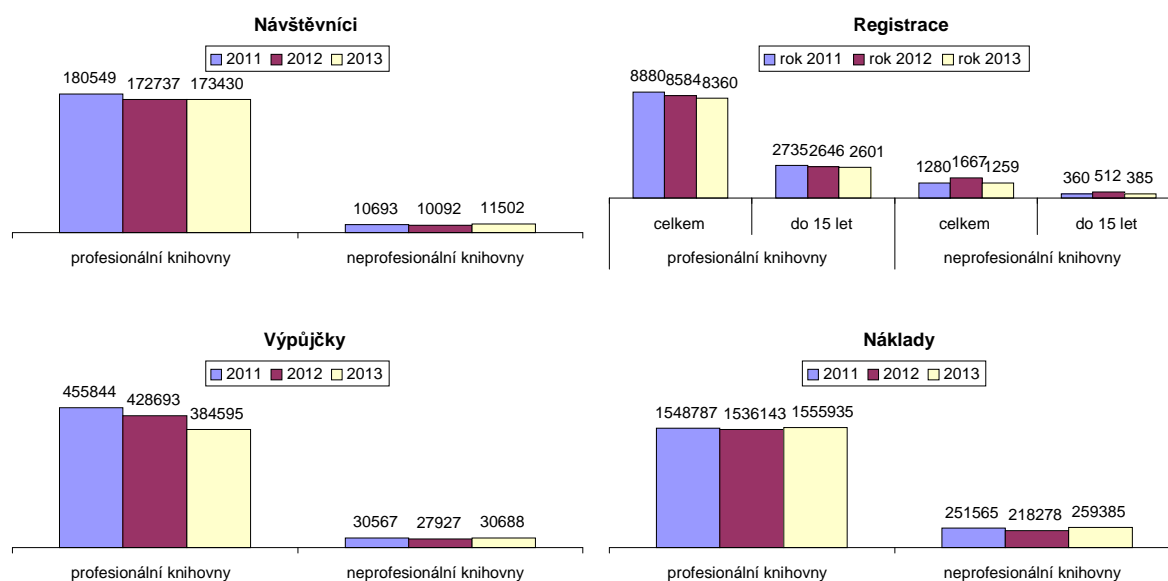 Návštěvníci
2011 2012 2013
180549 172737 173430
10693 10092 11502
profesionální knihovny neprofesionální knihovny
Registrace
rok 2011 rok 2012 rok 2013
8880 8584 8360
2735 2646 2601
1280 1667 1259
360 512 385
celkem do 15 let celkem do 15 let
profesionální knihovny neprofesionální knihovny
Výpůjčky
2011 2012 2013
455844 428693 384595
30567 27927 30688
profesionální knihovny neprofesionální knihovny
Náklady
2011 2012 2013
1548787 1536143 1555935
251565 218278 259385
profesionální knihovny neprofesionální knihovny